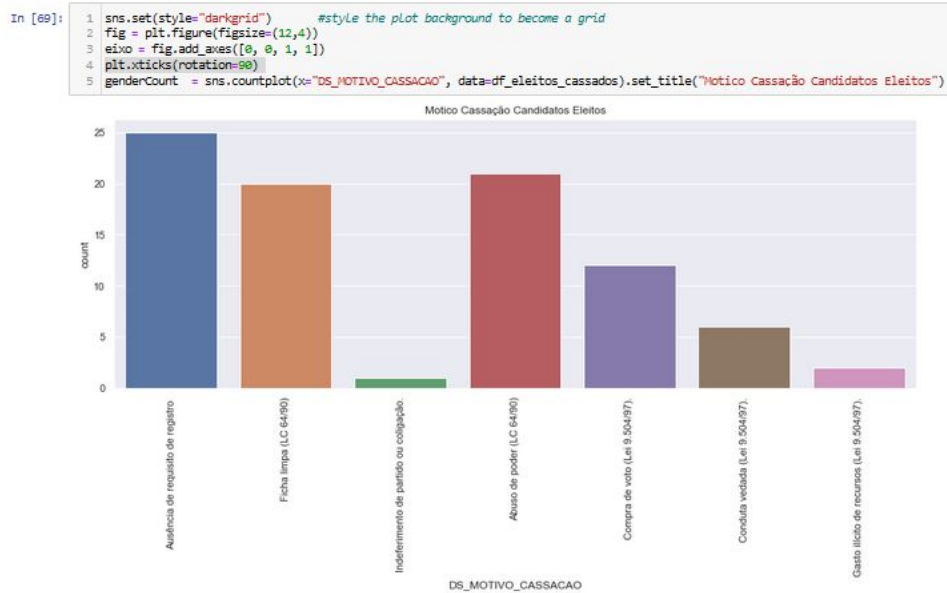 In [69]:
1 sns.set(style="darkgrid")      #style the plot background to become a grid
2 fig = plt.figure(figsize=(12,4))
3 eixo = fig.add_axes([0, 0, 1, 1])
4 plt.xticks(rotation=90)
5 genderCount  = sns.countplot(x="DS_MOTIVO_CASSACAO", data=df_eleitos_cassados).set_title("Motico Cassação Candidatos Eleitos")
Motico Cassação Candidatos Eleitos
25
20
15
10
5
0
count
Ausência de requisito de registro
Ficha limpa (LC 64/90)
Indeferimento de partido ou coligação.
Abuso de poder (LC 64/90)
Compra de voto (Lei 9.504/97).
Conduta vedada (Lei 9.504/97).
Gasto ilícito de recursos (Lei 9.504/97).
DS_MOTIVO_CASSACAO